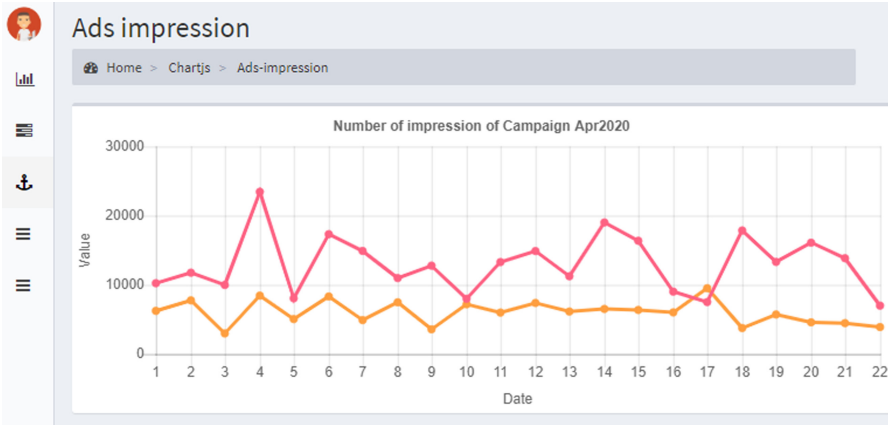 Ads impression
Home > Chartjs > Ads-impression
Number of impression of Campaign Apr2020
30000
20000
10000
0
Value
1 2 3 4 5 6 7 8 9 10 11 12 13 14 15 16 17 18 19 20 21 22
Date